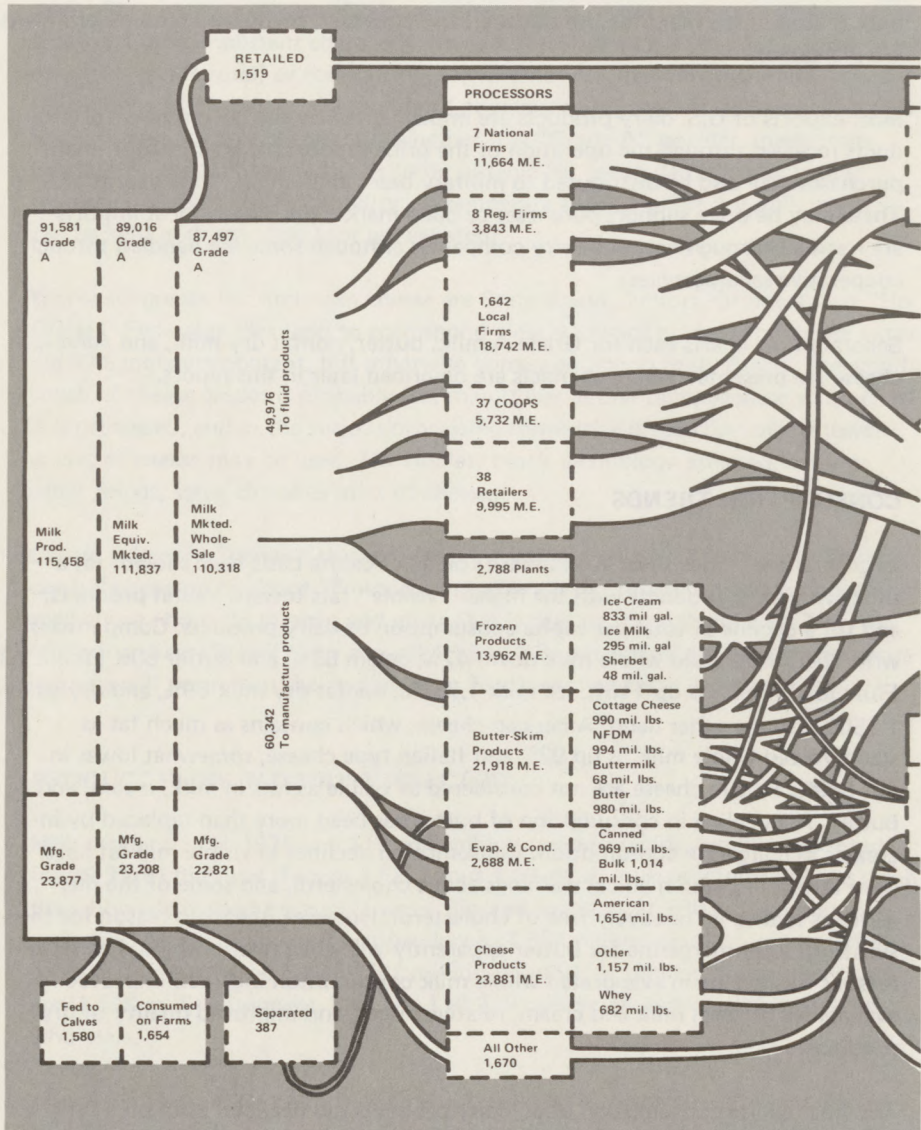 RETAILED
1,519
PROCESSORS
7 National
Firms
11,664 M.E.
8 Reg. Firms
3,843 M.E.
1,642
Local
Firms
18,742 M.E.
37 COOPS
5,732 M.E.
38
Retailers
9,995 M.E.
2,788 Plants
91,581
Grade
A
89,016
Grade
A
87,497
Grade
A
49,976
To fluid products
Milk
Prod.
115,458
Milk
Equiv.
Mkted.
111,837
Milk
Mkted.
Whole-
Sale
110,318
60,342
To manufacture products
Mfg.
Grade
23,877
Mfg.
Grade
23,208
Mfg.
Grade
22,821
Fed to
Calves
1,580
Consumed
on Farms
1,654
Separated
387
Frozen
Products
13,962 M.E.
Ice-Cream
833 mil gal.
Ice Milk
295 mil. gal
Sherbet
48 mil. gal.
Butter-Skim
Products
21,918 M.E.
Cottage Cheese
990 mil. lbs.
NFDM
994 mil. lbs.
Buttermilk
68 mil. lbs.
Butter
980 mil. lbs.
Evap. & Cond.
2,688 M.E.
Canned
969 mil. lbs.
Bulk 1,014
mil. lbs.
Cheese
Products
23,881 M.E.
American
1,654 mil. lbs.
Other
1,157 mil. lbs.
Whey
682 mil. lbs.
All Other
1,670